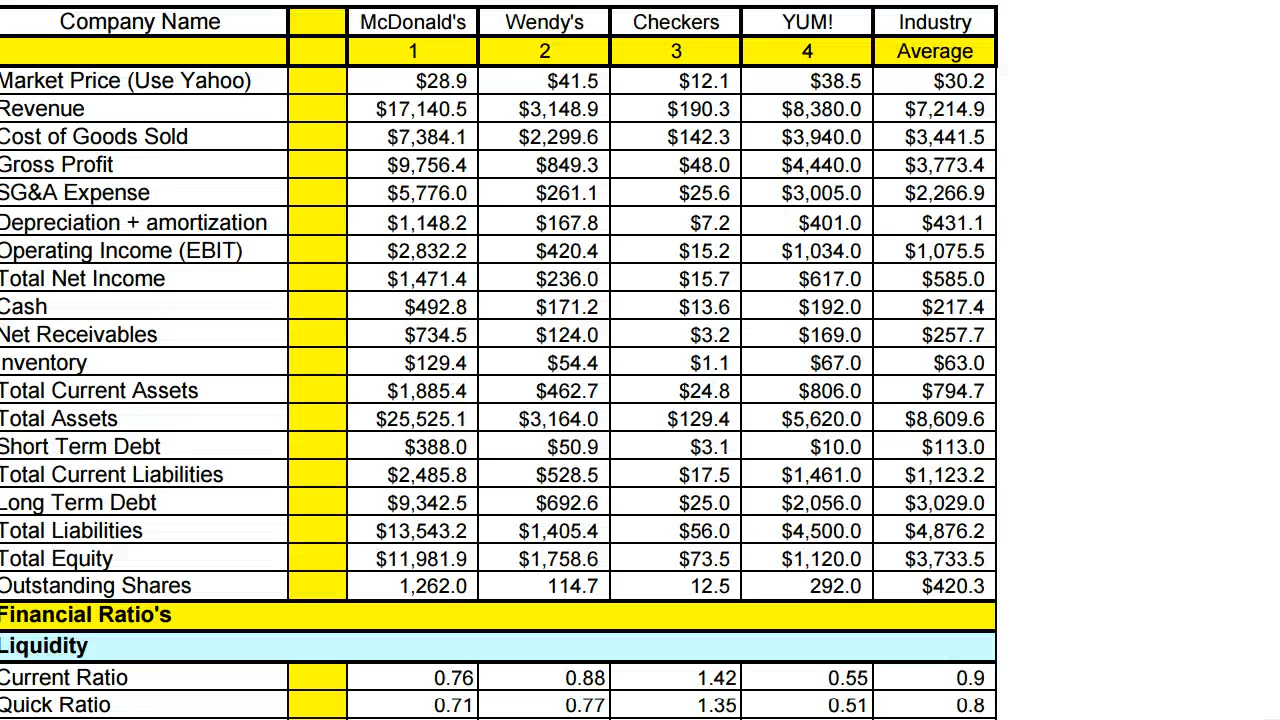 Company Name McDonald's Wendy's Checkers YUM! Industry
1 2 3 4 Average
Market Price (Use Yahoo) $28.9 $41.5 $12.1 $38.5 $30.2
Revenue $17,140.5 $3,148.9 $190.3 $8,380.0 $7,214.9
Cost of Goods Sold $7,384.1 $2,299.6 $142.3 $3,940.0 $3,441.5
Gross Profit $9,756.4 $849.3 $48.0 $4,440.0 $3,773.4
SG&A Expense $5,776.0 $261.1 $25.6 $3,005.0 $2,266.9
Depreciation + amortization $1,148.2 $167.8 $7.2 $401.0 $431.1
Operating Income (EBIT) $2,832.2 $420.4 $15.2 $1,034.0 $1,075.5
Total Net Income $1,471.4 $236.0 $15.7 $617.0 $585.0
Cash $492.8 $171.2 $13.6 $192.0 $217.4
Net Receivables $734.5 $124.0 $3.2 $169.0 $257.7
Inventory $129.4 $54.4 $1.1 $67.0 $63.0
Total Current Assets $1,885.4 $462.7 $24.8 $806.0 $794.7
Total Assets $25,525.1 $3,164.0 $129.4 $5,620.0 $8,609.6
Short Term Debt $388.0 $50.9 $3.1 $10.0 $113.0
Total Current Liabilities $2,485.8 $528.5 $17.5 $1,461.0 $1,123.2
Long Term Debt $9,342.5 $692.6 $25.0 $2,056.0 $3,029.0
Total Liabilities $13,543.2 $1,405.4 $56.0 $4,500.0 $4,876.2
Total Equity $11,981.9 $1,758.6 $73.5 $1,120.0 $3,733.5
Outstanding Shares 1,262.0 114.7 12.5 292.0 $420.3
Financial Ratio's
Liquidity
Current Ratio 0.76 0.88 1.42 0.55 0.9
Quick Ratio 0.71 0.77 1.35 0.51 0.8